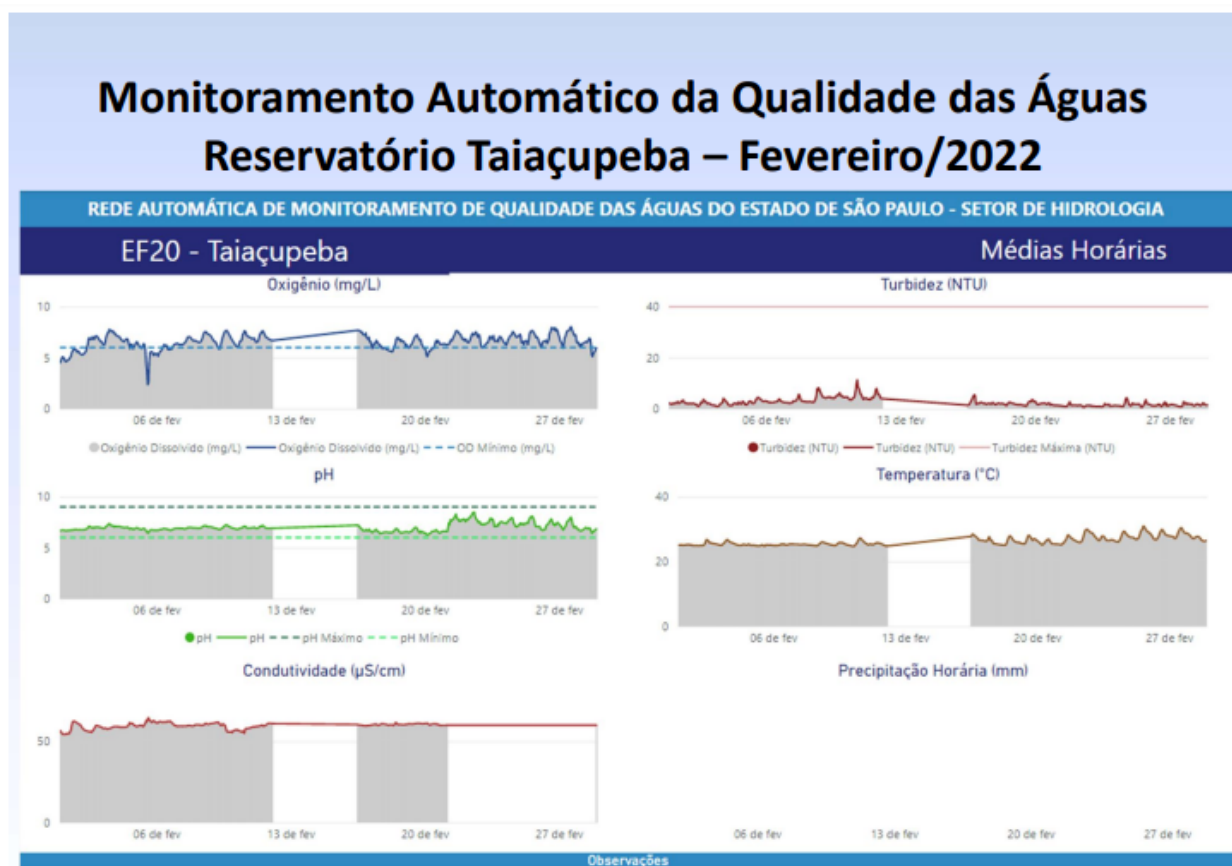 Monitoramento Automático da Qualidade das Águas
Reservatório Taiaçupeba – Fevereiro/2022
REDE AUTOMÁTICA DE MONITORAMENTO DE QUALIDADE DAS ÁGUAS DO ESTADO DE SÃO PAULO - SETOR DE HIDROLOGIA
EF20 - Taiaçupeba
Médias Horárias
Oxigênio (mg/L)
10
5
0
06 de fev 13 de fev 20 de fev 27 de fev
Oxigênio Dissolvido (mg/L) Oxigênio Dissolvido (mg/L) OD Mínimo (mg/L)
Turbidez (NTU)
40
20
0
06 de fev 13 de fev 20 de fev 27 de fev
Turbidez (NTU) Turbidez (NTU) Turbidez Máxima (NTU)
pH
10
5
0
06 de fev 13 de fev 20 de fev 27 de fev
pH pH pH Máximo pH Mínimo
Temperatura (°C)
40
20
0
06 de fev 13 de fev 20 de fev 27 de fev
Condutividade (µS/cm)
50
0
06 de fev 13 de fev 20 de fev 27 de fev
Precipitação Horária (mm)
06 de fev 13 de fev 20 de fev 27 de fev
Observações